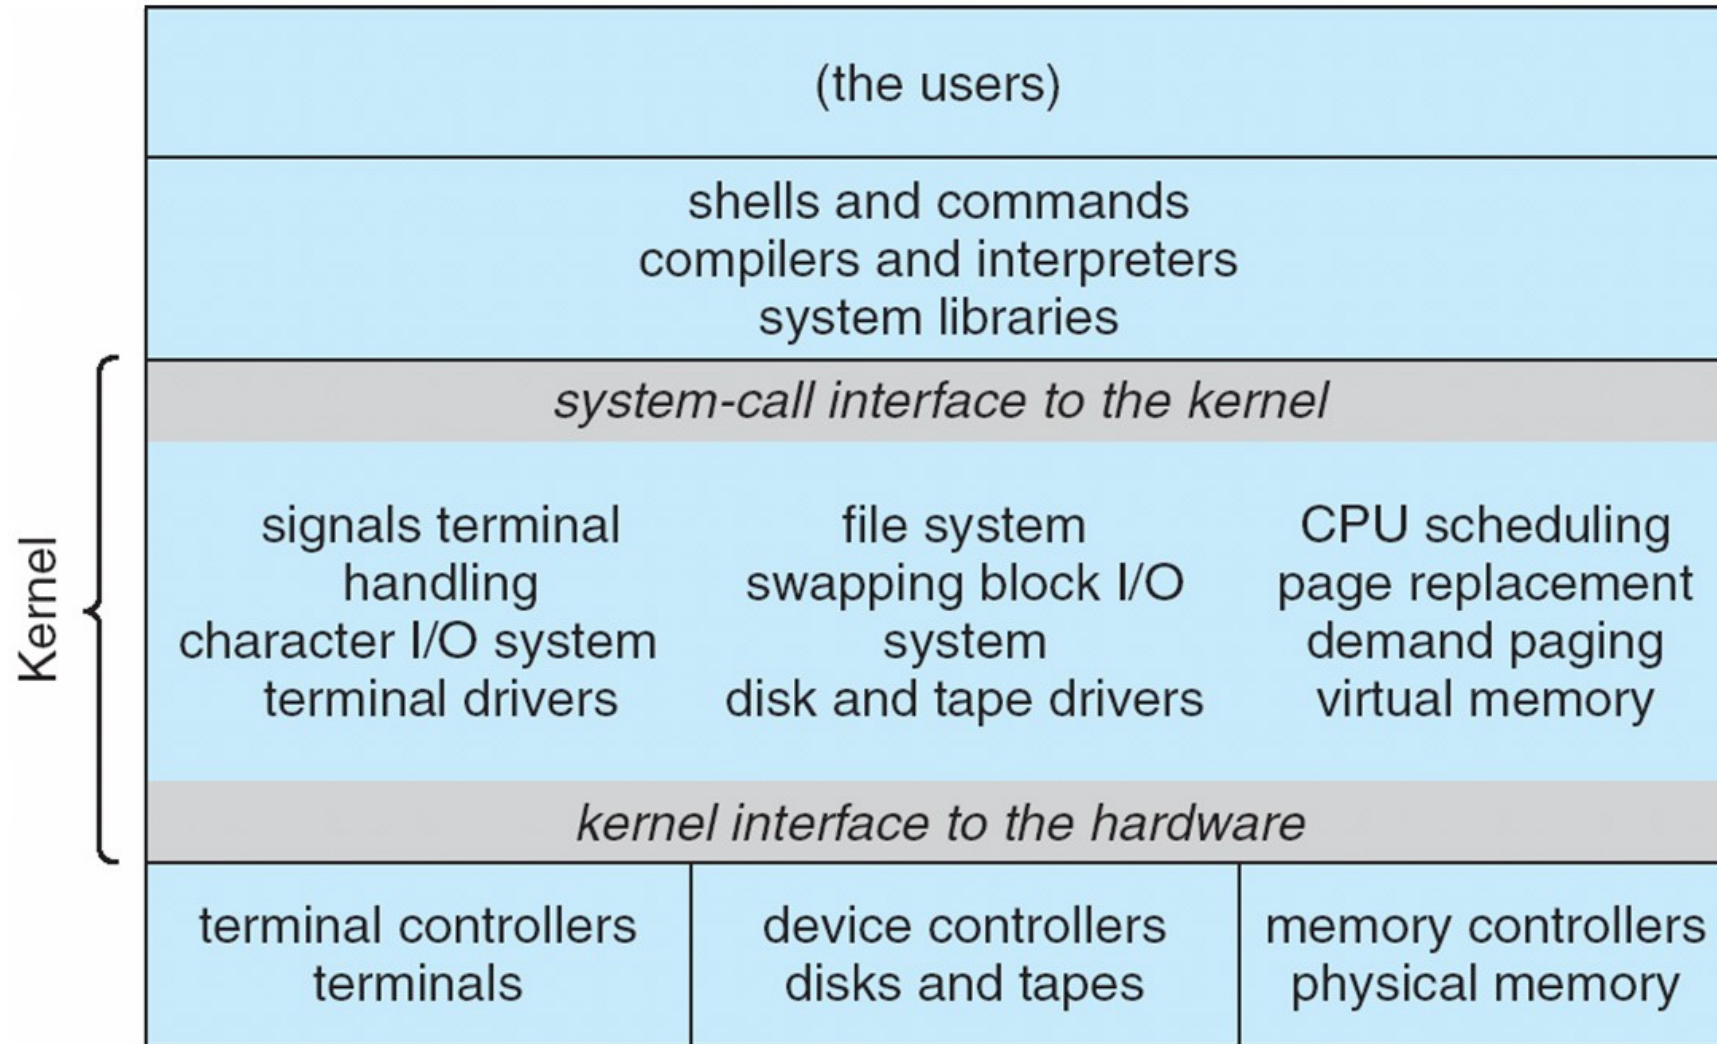 (the users)
shells and commands
compilers and interpreters
system libraries
Kernel
system-call interface to the kernel
signals terminal
handling
character I/O system
terminal drivers
file system
swapping block I/O
system
disk and tape drivers
CPU scheduling
page replacement
demand paging
virtual memory
kernel interface to the hardware
terminal controllers
terminals
device controllers
disks and tapes
memory controllers
physical memory